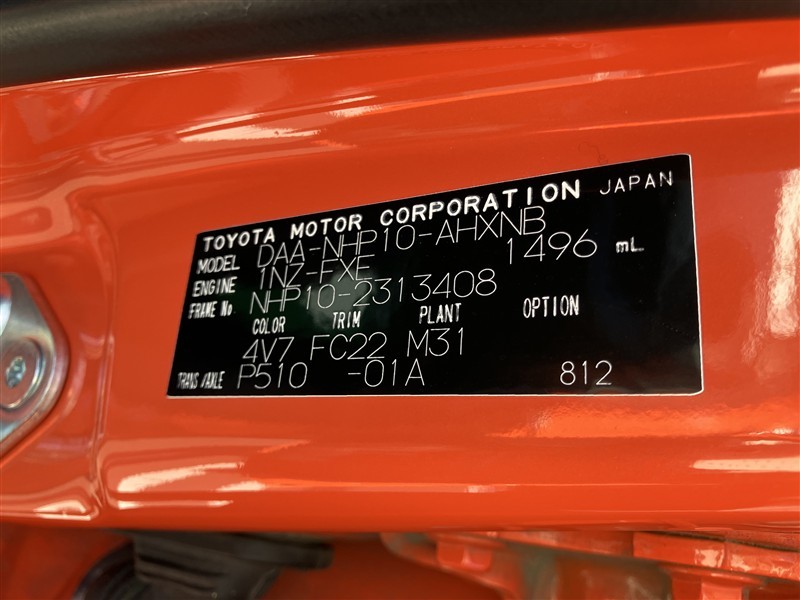 TOYOTA MOTOR CORPORATION JAPAN
MODEL DAA-NHP10-AHXNB
ENGINE 1NZ-FXE 1496 mL
FRAME No. NHP10-2313408
COLOR TRIM PLANT OPTION
4V7 FC22 M31
TRANS/AXLE P510 -01A 812